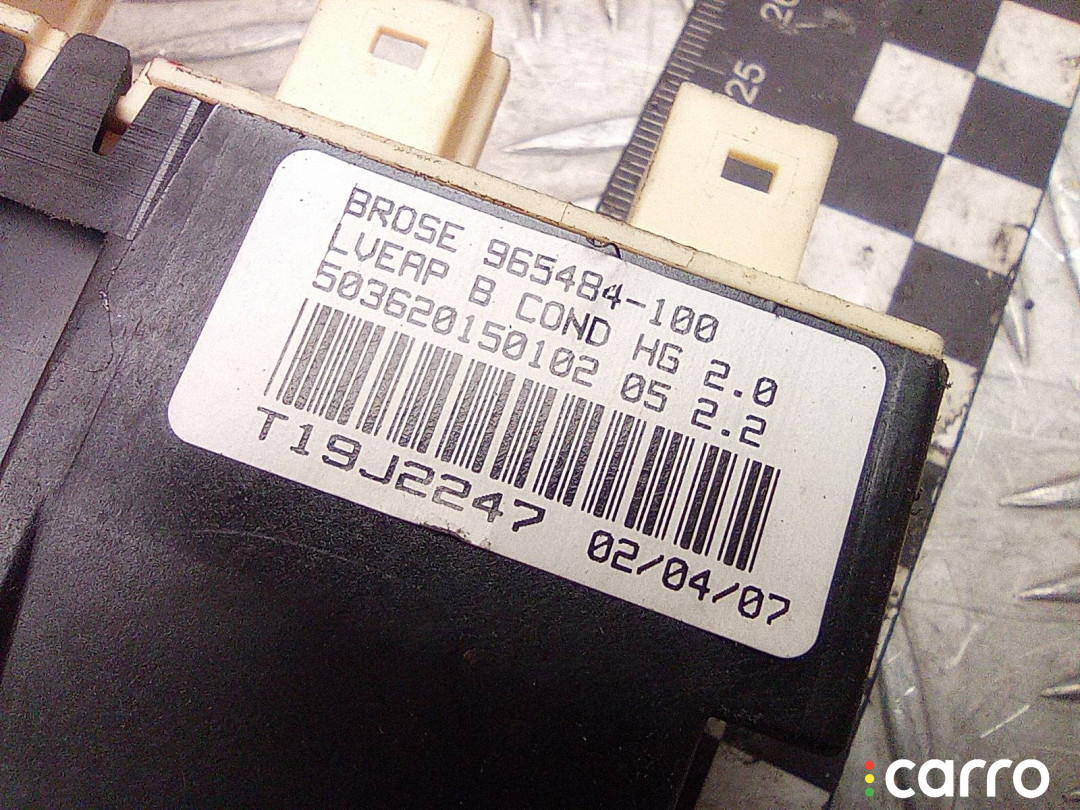 BROSE 965484-100
LVEAP B COND HG 2.0
503620150102 05 2.2
T19J2247 02/04/07
25
carro